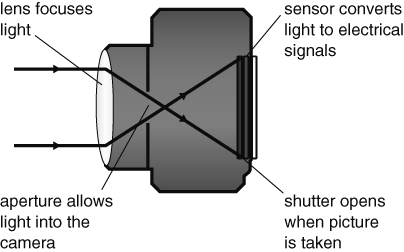 lens focuses
light
sensor converts
light to electrical
signals
aperture allows
light into the
camera
shutter opens
when picture
is taken